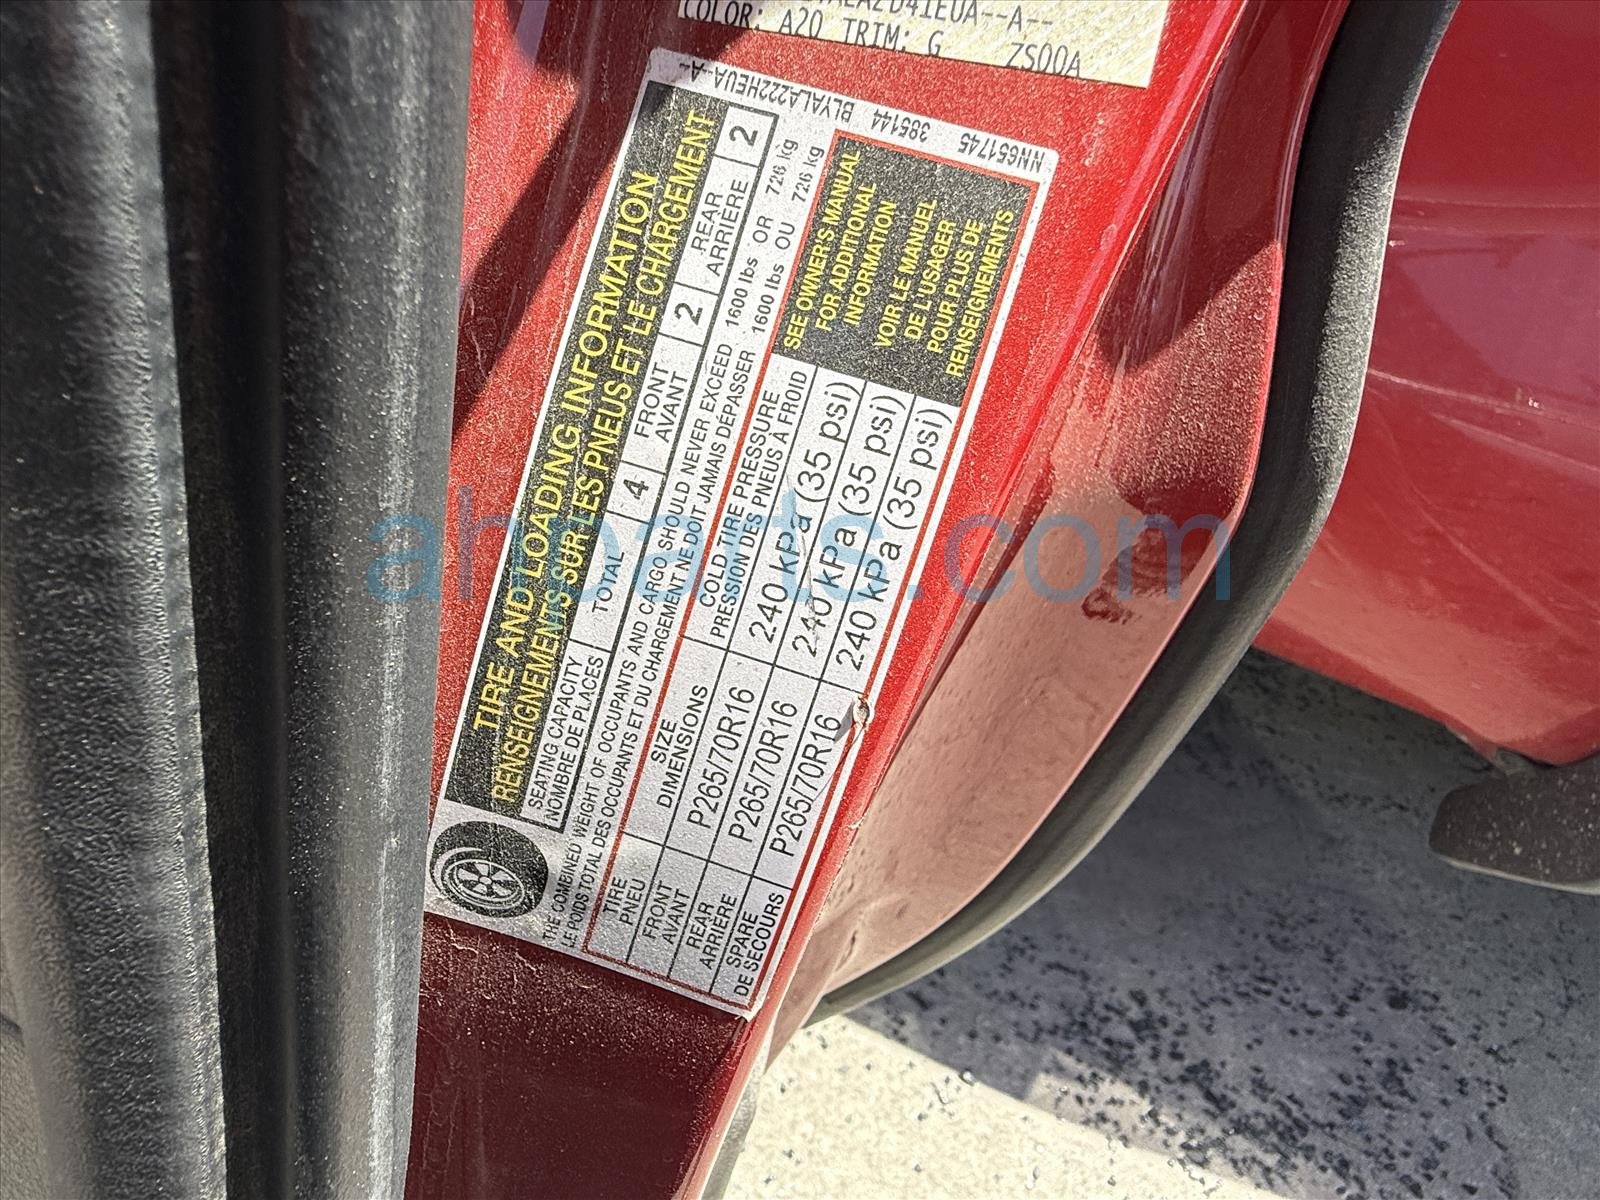 COLOR: A20 TRIM: G ZS00A
NN651745 385144 BLYALA222HEUA--A--
TIRE AND LOADING INFORMATION
RENSEIGNEMENTS SUR LES PNEUS ET LE CHARGEMENT
SEATING CAPACITY TOTAL 4 FRONT 2 REAR 2
NOMBRE DE PLACES AVANT ARRIÈRE
THE COMBINED WEIGHT OF OCCUPANTS AND CARGO SHOULD NEVER EXCEED 1600 lbs OR 726 kg
LE POIDS TOTAL DES OCCUPANTS ET DU CHARGEMENT NE DOIT JAMAIS DÉPASSER 1600 lbs OU 726 kg
TIRE SIZE COLD TIRE PRESSURE
PNEU DIMENSIONS PRESSION DES PNEUS À FROID
FRONT
AVANT P265/70R16 240 kPa (35 psi)
REAR
ARRIÈRE P265/70R16 240 kPa (35 psi)
SPARE
DE SECOURS P265/70R16 240 kPa (35 psi)
SEE OWNER'S MANUAL
FOR ADDITIONAL
INFORMATION
VOIR LE MANUEL
DE L'USAGER
POUR PLUS DE
RENSEIGNEMENTS
ahparts.com